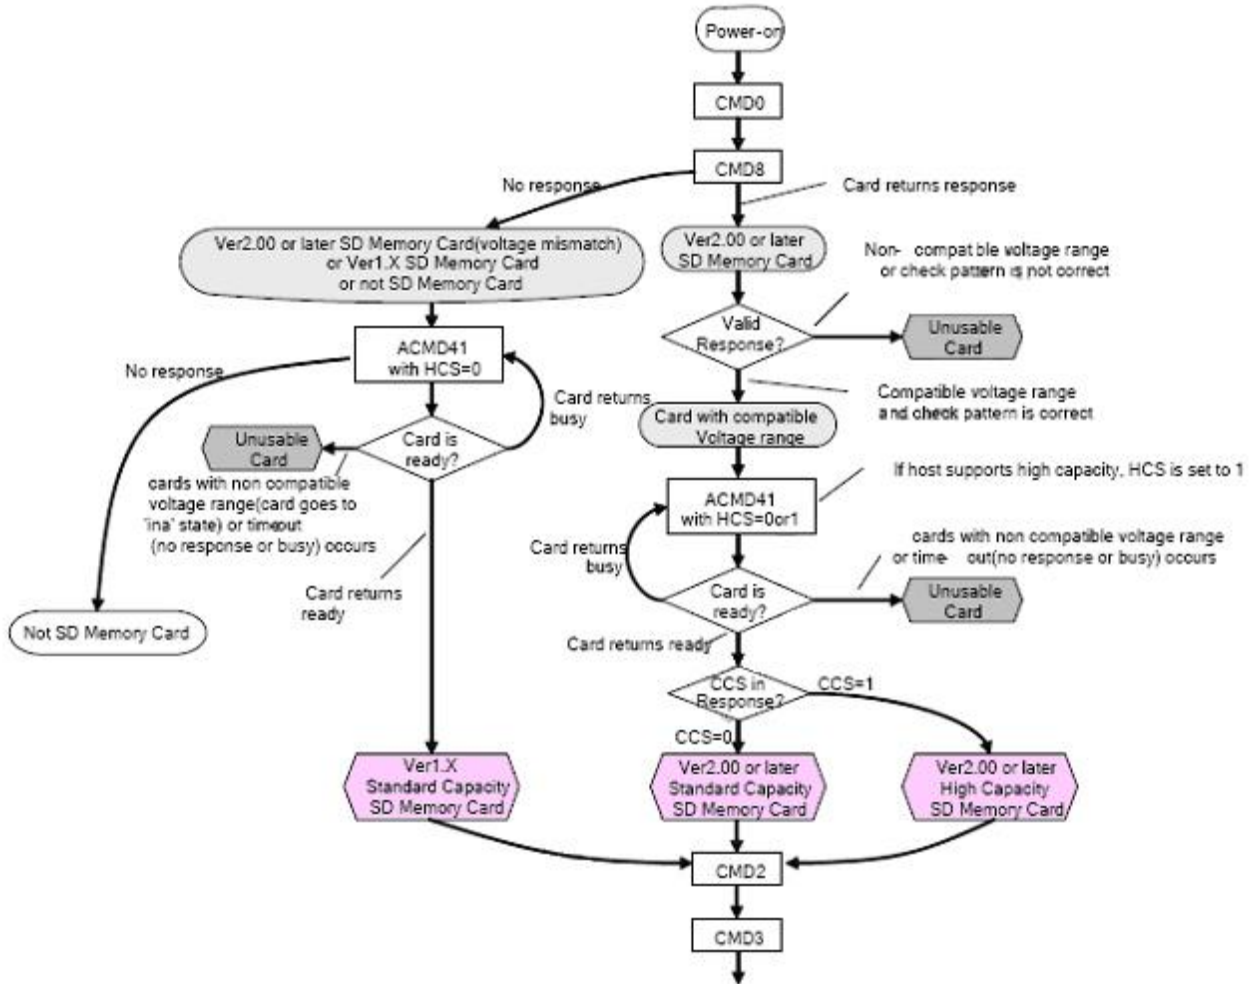 Power-on
CMD0
CMD8
No response
Card returns response
Ver2.00 or later SD Memory Card(voltage mismatch)
or Ver1.X SD Memory Card
or not SD Memory Card
Ver2.00 or later
SD Memory Card
Non- compat ble voltage range
or check pattern is not correct
Valid
Response?
Unusable
Card
ACMD41
with HCS=0
No response
Card returns
busy
Compatible voltage range
and check pattern is correct
Card with compatible
Voltage range
Unusable
Card
Card is
ready?
cards with non compatible
voltage range(card goes to
'ina' state) or timeout
(no response or busy) occurs
If host supports high capacity, HCS is set to 1
ACMD41
with HCS=0or1
Card returns
busy
cards with non compatible voltage range
or time- out(no response or busy) occurs
Card is
ready?
Unusable
Card
Card returns
ready
Not SD Memory Card
Card returns ready
CCS in
Response?
CCS=1
CCS=0
Ver1.X
Standard Capacity
SD Memory Card
Ver2.00 or later
Standard Capacity
SD Memory Card
Ver2.00 or later
High Capacity
SD Memory Card
CMD2
CMD3